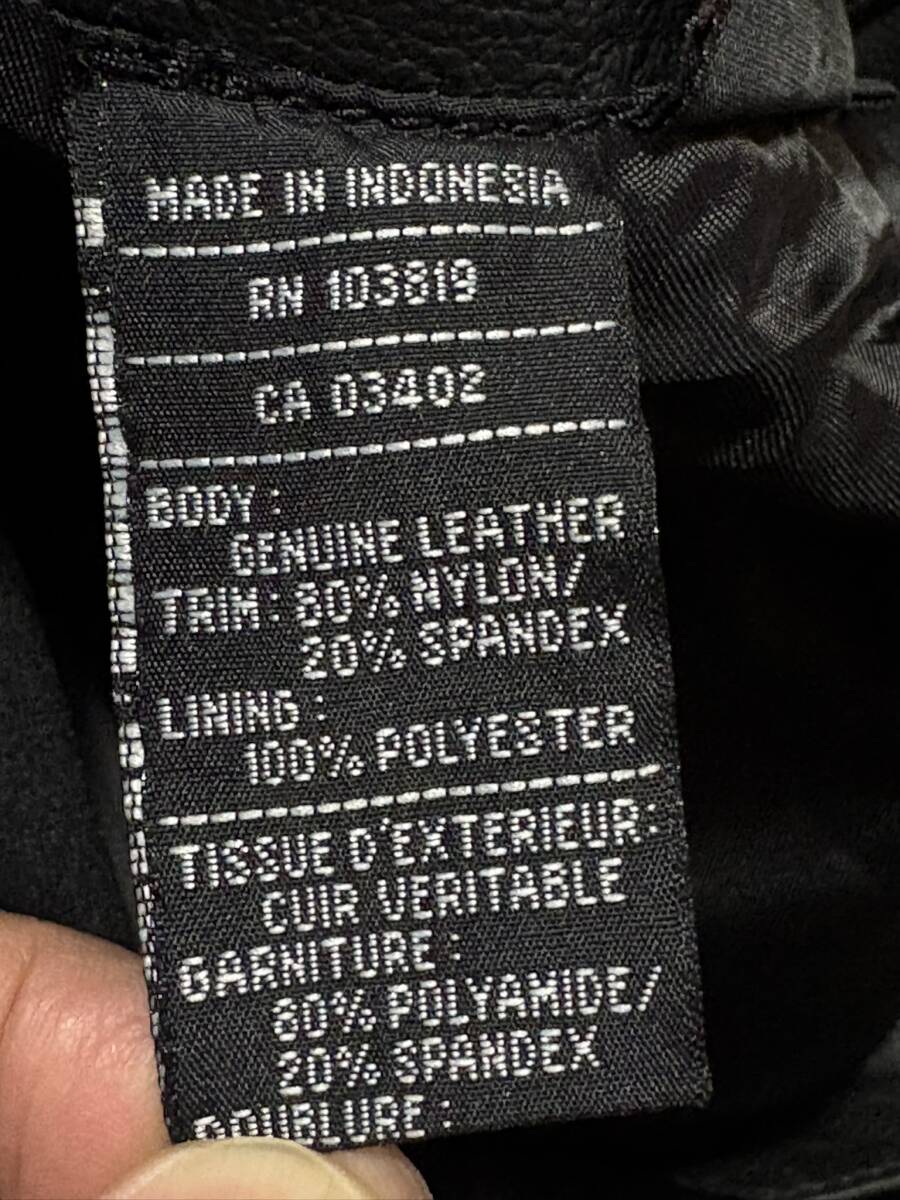 MADE IN INDONESIA
RN 103819
CA 03402
BODY:
GENUINE LEATHER
TRIM: 80% NYLON/
20% SPANDEX
LINING:
100% POLYESTER
TISSUE D'EXTERIEUR:
CUIR VERITABLE
GARNITURE:
80% POLYAMIDE/
20% SPANDEX
DOUBLURE: